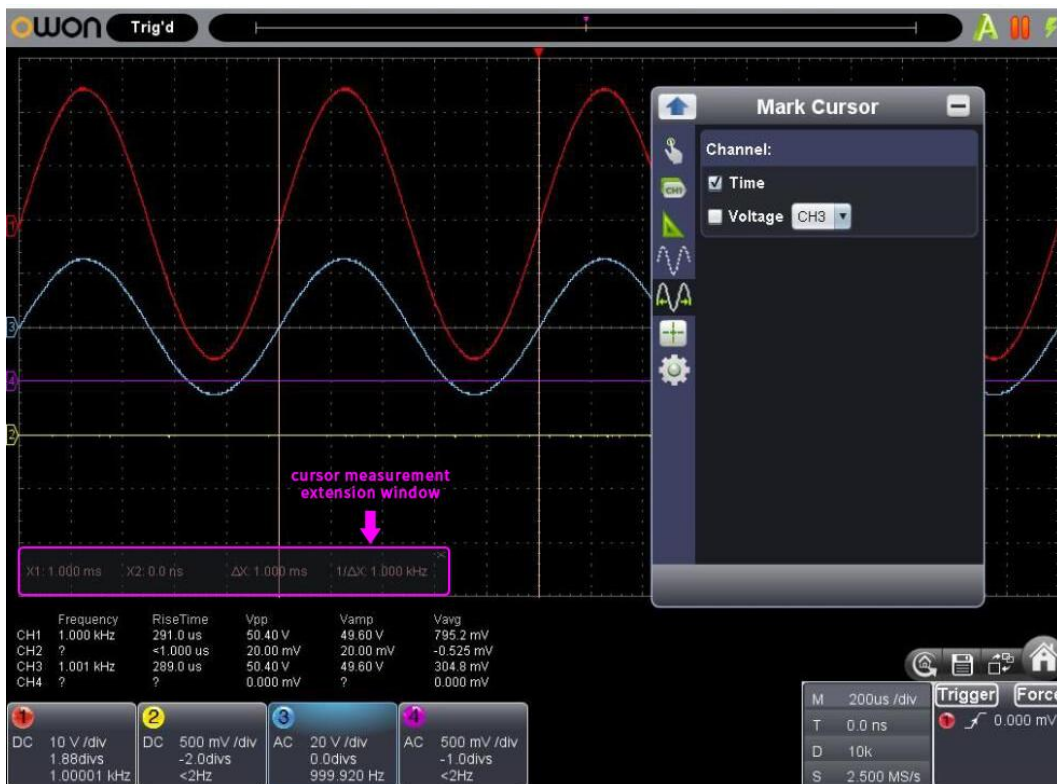 owon Trig'd
Mark Cursor
Channel:
Time
Voltage CH3
CH1
1
3
4
2
cursor measurement
extension window
X1: 1.000 ms X2: 0.0 ns ΔX: 1.000 ms 1/ΔX: 1.000 kHz
Frequency RiseTime Vpp Vamp Vavg
CH1 1.000 kHz 291.0 us 50.40 V 49.60 V 795.2 mV
CH2 ? <1.000 us 20.00 mV 20.00 mV -0.525 mV
CH3 1.001 kHz 289.0 us 50.40 V 49.60 V 304.8 mV
CH4 ? ? 0.000 mV ? 0.000 mV
1 2 3 4
DC 10 V /div DC 500 mV /div AC 20 V /div AC 500 mV /div
1.88divs -2.0divs 0.0divs -1.0divs
1.00001 kHz <2Hz 999.920 Hz <2Hz
M 200us /div
T 0.0 ns
D 10k
S 2.500 MS/s
Trigger Force
1 0.000 mV